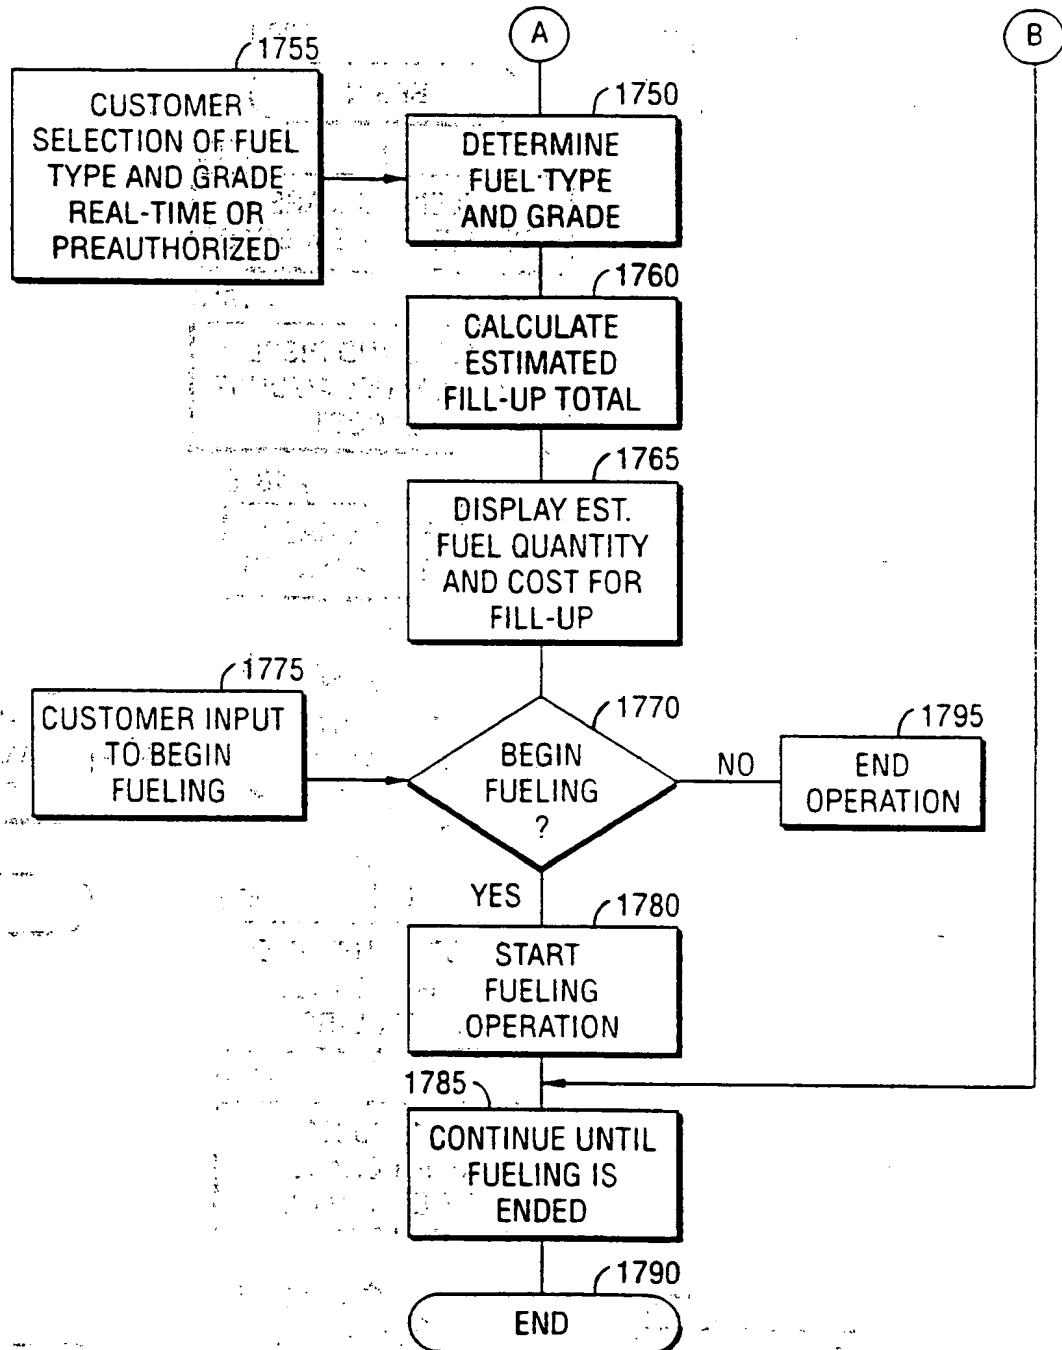 A
B
1755
CUSTOMER
SELECTION OF FUEL
TYPE AND GRADE
REAL-TIME OR
PREAUTHORIZED
1750
DETERMINE
FUEL TYPE
AND GRADE
1760
CALCULATE
ESTIMATED
FILL-UP TOTAL
1765
DISPLAY EST.
FUEL QUANTITY
AND COST FOR
FILL-UP
1775
CUSTOMER INPUT
TO BEGIN
FUELING
1770
BEGIN
FUELING
?
NO
1795
END
OPERATION
YES
1780
START
FUELING
OPERATION
1785
CONTINUE UNTIL
FUELING IS
ENDED
1790
END